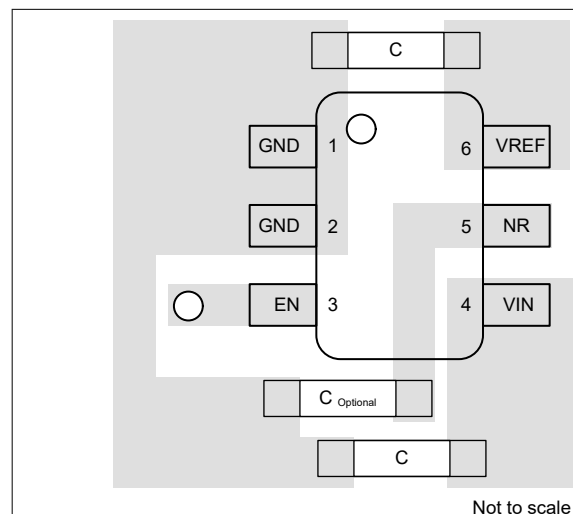 C
GND 1 6 VREF
GND 2 5 NR
EN 3 4 VIN
C Optional
C
Not to scale